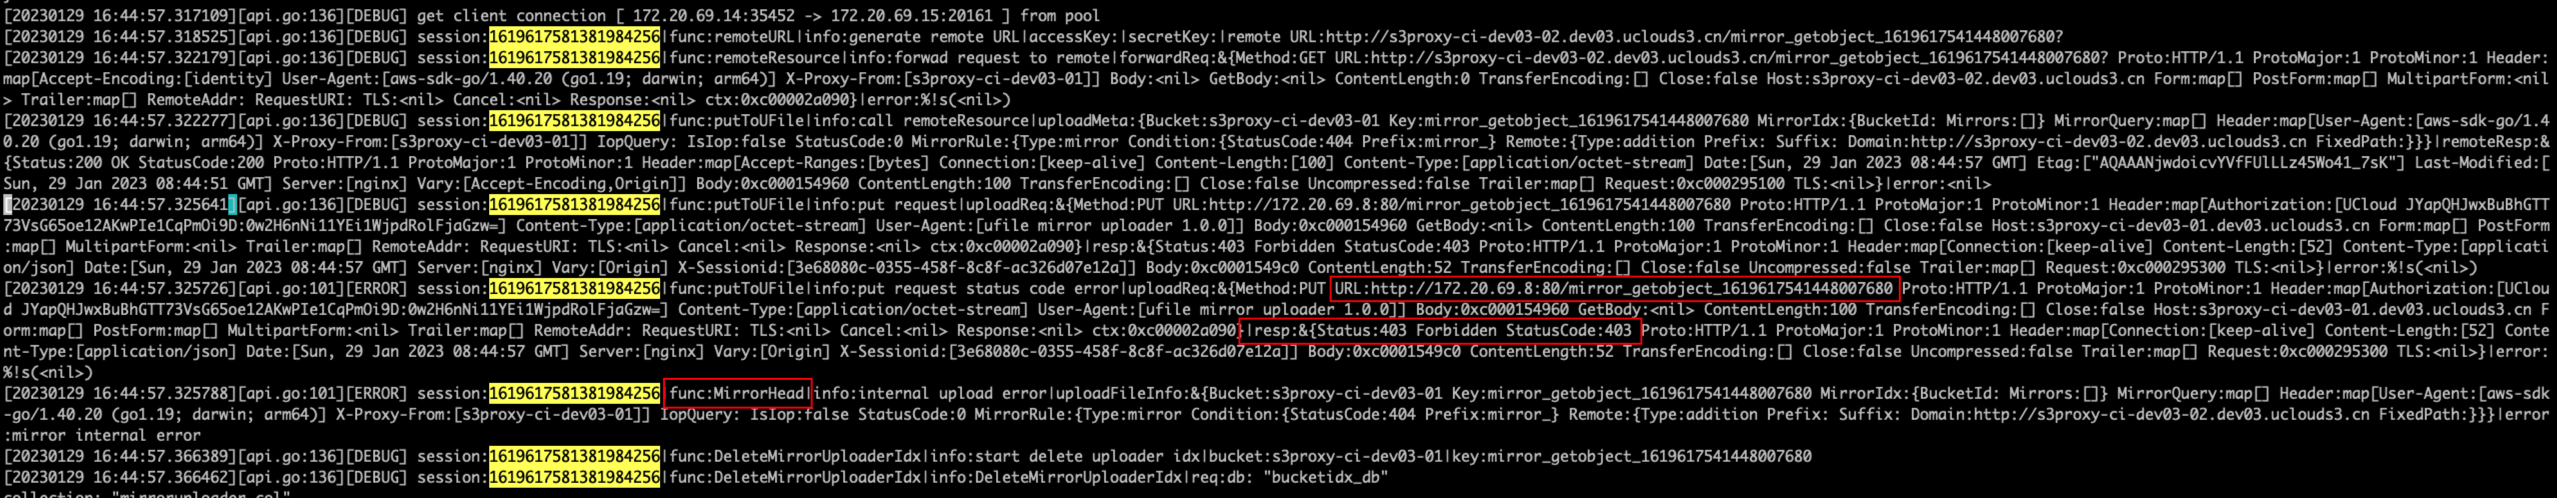 [20230129 16:44:57.317109][api.go:136][DEBUG] get client connection [ 172.20.69.14:35452 -> 172.20.69.15:20161 ] from pool
[20230129 16:44:57.318525][api.go:136][DEBUG] session:1619617581381984256|func:remoteURL|info:generate remote URL|accessKey:|secretKey:|remote URL:http://s3proxy-ci-dev03-02.dev03.uclouds3.cn/mirror_getobject_1619617541448007680?
[20230129 16:44:57.322179][api.go:136][DEBUG] session:1619617581381984256|func:remoteResource|info:forwad request to remote|forwardReq:&{Method:GET URL:http://s3proxy-ci-dev03-02.dev03.uclouds3.cn/mirror_getobject_1619617541448007680? Proto:HTTP/1.1 ProtoMajor:1 ProtoMinor:1 Header:
map[Accept-Encoding:[identity] User-Agent:[aws-sdk-go/1.40.20 (go1.19; darwin; arm64)] X-Proxy-From:[s3proxy-ci-dev03-01]] Body:<nil> GetBody:<nil> ContentLength:0 TransferEncoding:[] Close:false Host:s3proxy-ci-dev03-02.dev03.uclouds3.cn Form:map[] PostForm:map[] MultipartForm:<nil
> Trailer:map[] RemoteAddr: RequestURI: TLS:<nil> Cancel:<nil> Response:<nil> ctx:0xc00002a090}|error:%!s(<nil>)
[20230129 16:44:57.322277][api.go:136][DEBUG] session:1619617581381984256|func:putToUFile|info:call remoteResource|uploadMeta:{Bucket:s3proxy-ci-dev03-01 Key:mirror_getobject_1619617541448007680 MirrorIdx:{BucketId: Mirrors:[]} MirrorQuery:map[] Header:map[User-Agent:[aws-sdk-go/1.4
0.20 (go1.19; darwin; arm64)] X-Proxy-From:[s3proxy-ci-dev03-01]] IopQuery: IsIop:false StatusCode:0 MirrorRule:{Type:mirror Condition:{StatusCode:404 Prefix:mirror_} Remote:{Type:addition Prefix: Suffix: Domain:http://s3proxy-ci-dev03-02.dev03.uclouds3.cn FixedPath:}}}|remoteResp:&
{Status:200 OK StatusCode:200 Proto:HTTP/1.1 ProtoMajor:1 ProtoMinor:1 Header:map[Accept-Ranges:[bytes] Connection:[keep-alive] Content-Length:[100] Content-Type:[application/octet-stream] Date:[Sun, 29 Jan 2023 08:44:57 GMT] Etag:["AQAAANjwdoicvYVfFUlLLz45Wo41_7sK"] Last-Modified:[
Sun, 29 Jan 2023 08:44:51 GMT] Server:[nginx] Vary:[Accept-Encoding,Origin]] Body:0xc000154960 ContentLength:100 TransferEncoding:[] Close:false Uncompressed:false Trailer:map[] Request:0xc000295100 TLS:<nil>}|error:<nil>
[20230129 16:44:57.325641][api.go:136][DEBUG] session:1619617581381984256|func:putToUFile|info:put request|uploadReq:&{Method:PUT URL:http://172.20.69.8:80/mirror_getobject_1619617541448007680 Proto:HTTP/1.1 ProtoMajor:1 ProtoMinor:1 Header:map[Authorization:[UCloud JYapQHJwxBuBhGTT
73VsG65oe12AKwPIe1CqPmOi9D:0w2H6nNi11YEi1WjpdRolFjaGzw=] Content-Type:[application/octet-stream] User-Agent:[ufile mirror uploader 1.0.0]] Body:0xc000154960 GetBody:<nil> ContentLength:100 TransferEncoding:[] Close:false Host:s3proxy-ci-dev03-01.dev03.uclouds3.cn Form:map[] PostForm
:map[] MultipartForm:<nil> Trailer:map[] RemoteAddr: RequestURI: TLS:<nil> Cancel:<nil> Response:<nil> ctx:0xc00002a090}|resp:&{Status:403 Forbidden StatusCode:403 Proto:HTTP/1.1 ProtoMajor:1 ProtoMinor:1 Header:map[Connection:[keep-alive] Content-Length:[52] Content-Type:[applicati
on/json] Date:[Sun, 29 Jan 2023 08:44:57 GMT] Server:[nginx] Vary:[Origin] X-Sessionid:[3e68080c-0355-458f-8c8f-ac326d07e12a]] Body:0xc0001549c0 ContentLength:52 TransferEncoding:[] Close:false Uncompressed:false Trailer:map[] Request:0xc000295300 TLS:<nil>}|error:%!s(<nil>)
[20230129 16:44:57.325726][api.go:101][ERROR] session:1619617581381984256|func:putToUFile|info:put request status code error|uploadReq:&{Method:PUT URL:http://172.20.69.8:80/mirror_getobject_1619617541448007680 Proto:HTTP/1.1 ProtoMajor:1 ProtoMinor:1 Header:map[Authorization:[UClou
d JYapQHJwxBuBhGTT73VsG65oe12AKwPIe1CqPmOi9D:0w2H6nNi11YEi1WjpdRolFjaGzw=] Content-Type:[application/octet-stream] User-Agent:[ufile mirror uploader 1.0.0]] Body:0xc000154960 GetBody:<nil> ContentLength:100 TransferEncoding:[] Close:false Host:s3proxy-ci-dev03-01.dev03.uclouds3.cn F
orm:map[] PostForm:map[] MultipartForm:<nil> Trailer:map[] RemoteAddr: RequestURI: TLS:<nil> Cancel:<nil> Response:<nil> ctx:0xc00002a090}|resp:&{Status:403 Forbidden StatusCode:403 Proto:HTTP/1.1 ProtoMajor:1 ProtoMinor:1 Header:map[Connection:[keep-alive] Content-Length:[52] Conte
nt-Type:[application/json] Date:[Sun, 29 Jan 2023 08:44:57 GMT] Server:[nginx] Vary:[Origin] X-Sessionid:[3e68080c-0355-458f-8c8f-ac326d07e12a]] Body:0xc0001549c0 ContentLength:52 TransferEncoding:[] Close:false Uncompressed:false Trailer:map[] Request:0xc000295300 TLS:<nil>}|error:
%!s(<nil>)
[20230129 16:44:57.325788][api.go:101][ERROR] session:1619617581381984256|func:MirrorHead|info:internal upload error|uplodFileInfo:&{Bucket:s3proxy-ci-dev03-01 Key:mirror_getobject_1619617541448007680 MirrorIdx:{BucketId: Mirrors:[]} MirrorQuery:map[] Header:map[User-Agent:[aws-sdk
-go/1.40.20 (go1.19; darwin; arm64)] X-Proxy-From:[s3proxy-ci-dev03-01]] IopQuery: IsIop:false StatusCode:0 MirrorRule:{Type:mirror Condition:{StatusCode:404 Prefix:mirror_} Remote:{Type:addition Prefix: Suffix: Domain:http://s3proxy-ci-dev03-02.dev03.uclouds3.cn FixedPath:}}}|error
:mirror internal error
[20230129 16:44:57.366389][api.go:136][DEBUG] session:1619617581381984256|func:DeleteMirrorUploaderIdx|info:start delete uploader idx|bucket:s3proxy-ci-dev03-01|key:mirror_getobject_1619617541448007680
[20230129 16:44:57.366462][api.go:136][DEBUG] session:1619617581381984256|func:DeleteMirrorUploaderIdx|info:DeleteMirrorUploaderIdx|req:db: "bucketidx_db"
collection: "mirroruploader_col"